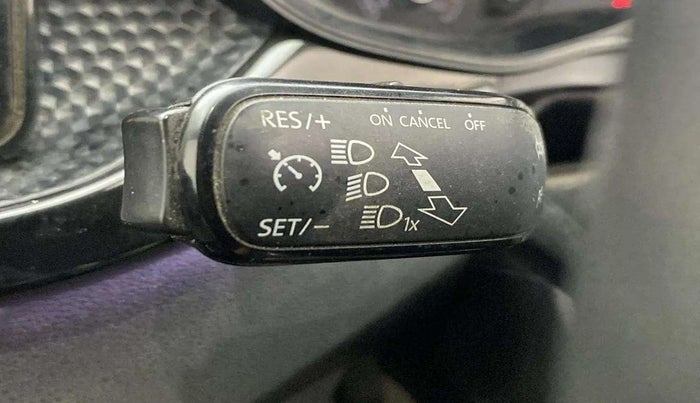 RES/+ ON CANCEL OFF
SET/- 1x